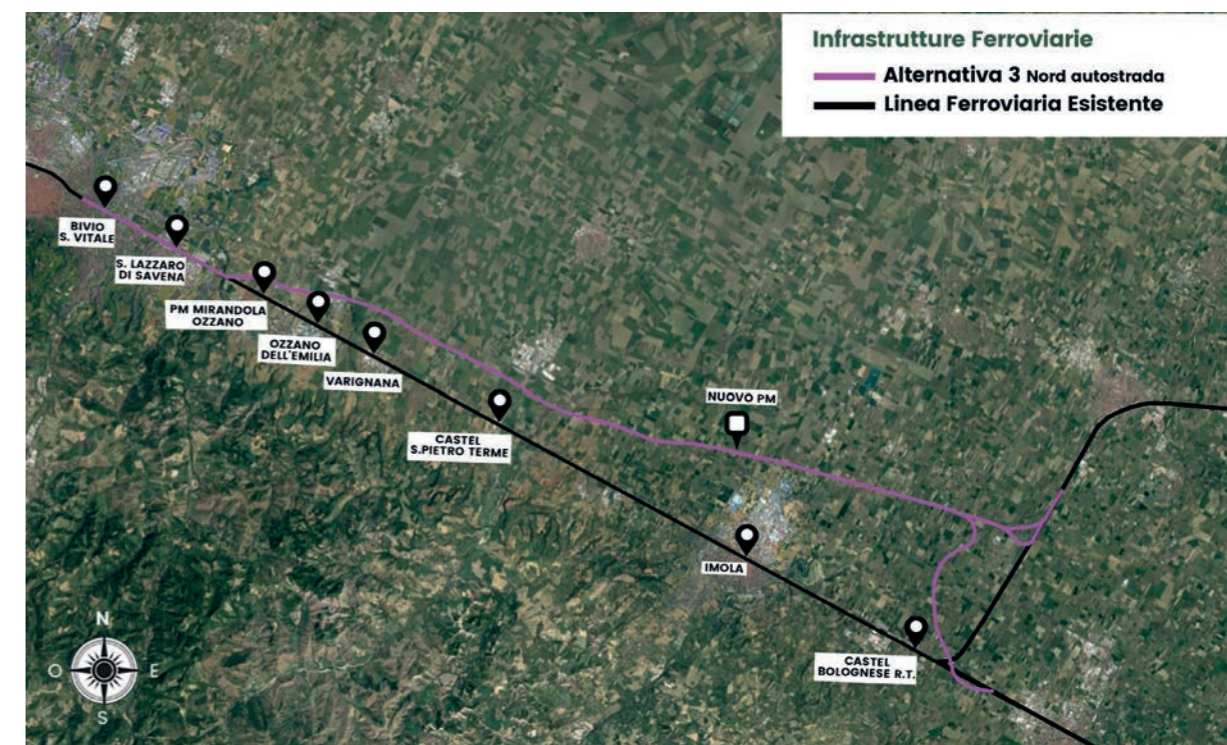 Infrastrutture Ferroviarie
Alternativa 3 Nord autostrada
Linea Ferroviaria Esistente
BIVIO
S. VITALE
S. LAZZARO
DI SAVENA
PM MIRANDOLA
OZZANO
OZZANO
DELL'EMILIA
VARIGNANA
CASTEL
S.PIETRO TERME
NUOVO PM
IMOLA
CASTEL
BOLOGNESE R.T.
N
O
E
S